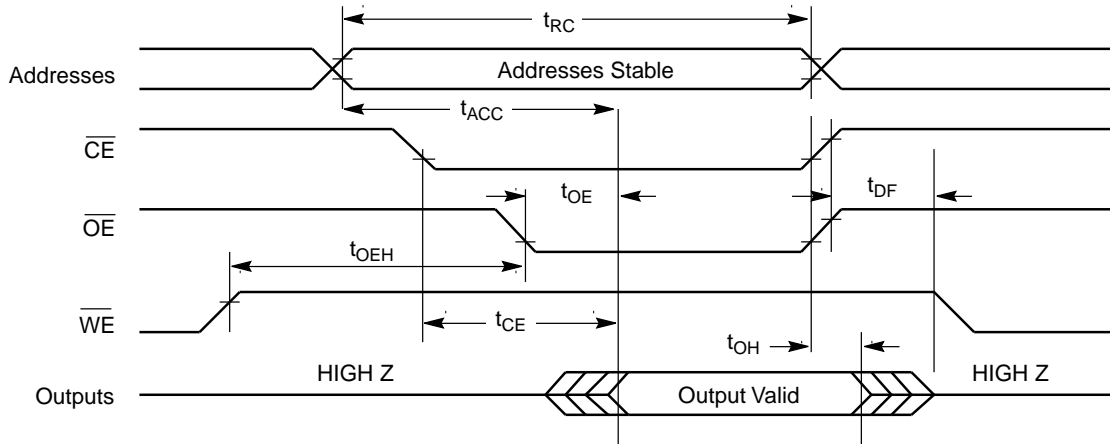 tRC
Addresses
Addresses Stable
tACC
CE
tOE
tDF
OE
tOEH
WE
tCE
tOH
HIGH Z
HIGH Z
Outputs
Output Valid